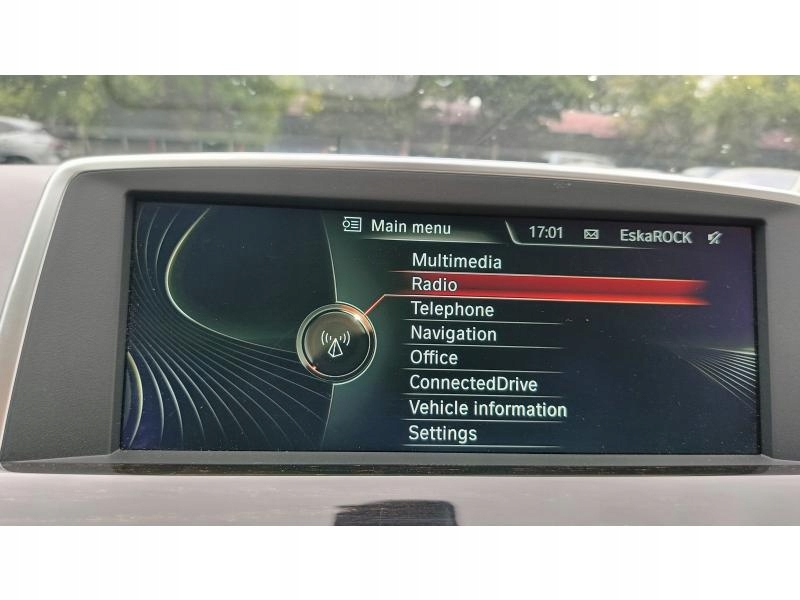 Main menu 17:01 EskaROCK
Multimedia
Radio
Telephone
Navigation
Office
ConnectedDrive
Vehicle information
Settings